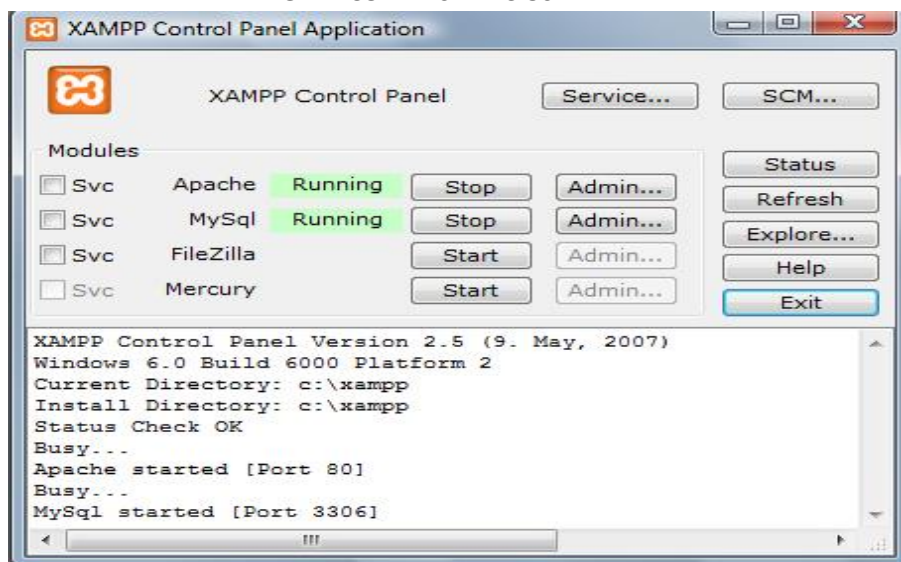 XAMPP Control Panel Application
XAMPP Control Panel Service... SCM...
Modules
Svc Apache Running Stop Admin...
Svc MySql Running Stop Admin...
Svc FileZilla Start Admin...
Svc Mercury Start Admin...
Status
Refresh
Explore...
Help
Exit
XAMPP Control Panel Version 2.5 (9. May, 2007)
Windows 6.0 Build 6000 Platform 2
Current Directory: c:\xampp
Install Directory: c:\xampp
Status Check OK
Busy...
Apache started [Port 80]
Busy...
MySql started [Port 3306]